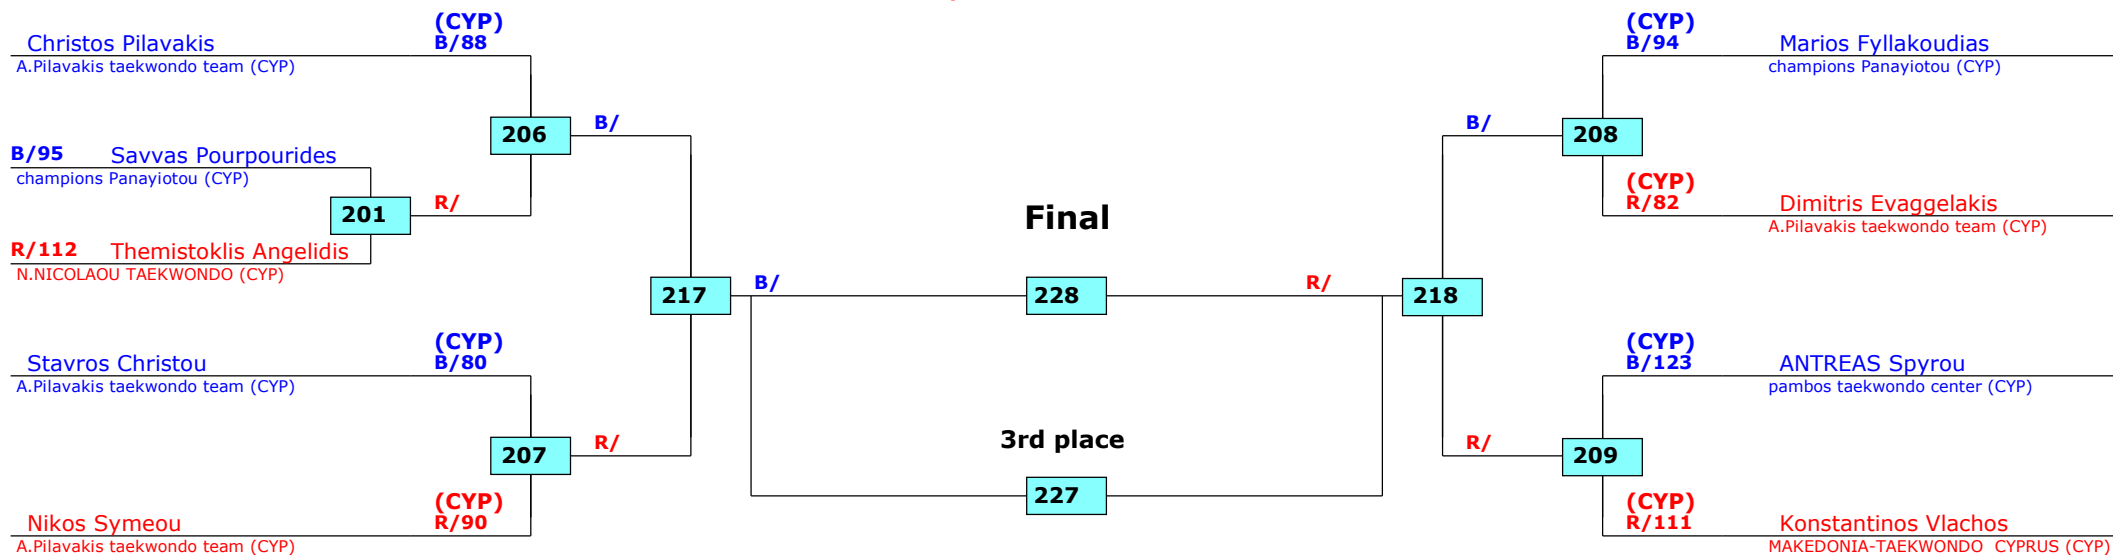 (CYP)
Christos Pilavakis B/88
A.Pilavakis taekwondo team (CYP)
206 B/
B/95 Savvas Pourpourides
champions Panayiotou (CYP)
201 R/
R/112 Themistoklis Angelidis
N.NICOLAOU TAEKWONDO (CYP)
217 B/
(CYP)
Stavros Christou B/80
A.Pilavakis taekwondo team (CYP)
207 R/
(CYP)
Nikos Symeou R/90
A.Pilavakis taekwondo team (CYP)
Final
228
3rd place
227
(CYP)
B/94 Marios Fyllakoudias
champions Panayiotou (CYP)
B/ 208
(CYP)
R/82 Dimitris Evaggelakis
A.Pilavakis taekwondo team (CYP)
R/ 218
(CYP)
B/123 ANTREAS Spyrou
pambos taekwondo center (CYP)
R/ 209
(CYP)
R/111 Konstantinos Vlachos
MAKEDONIA-TAEKWONDO CYPRUS (CYP)